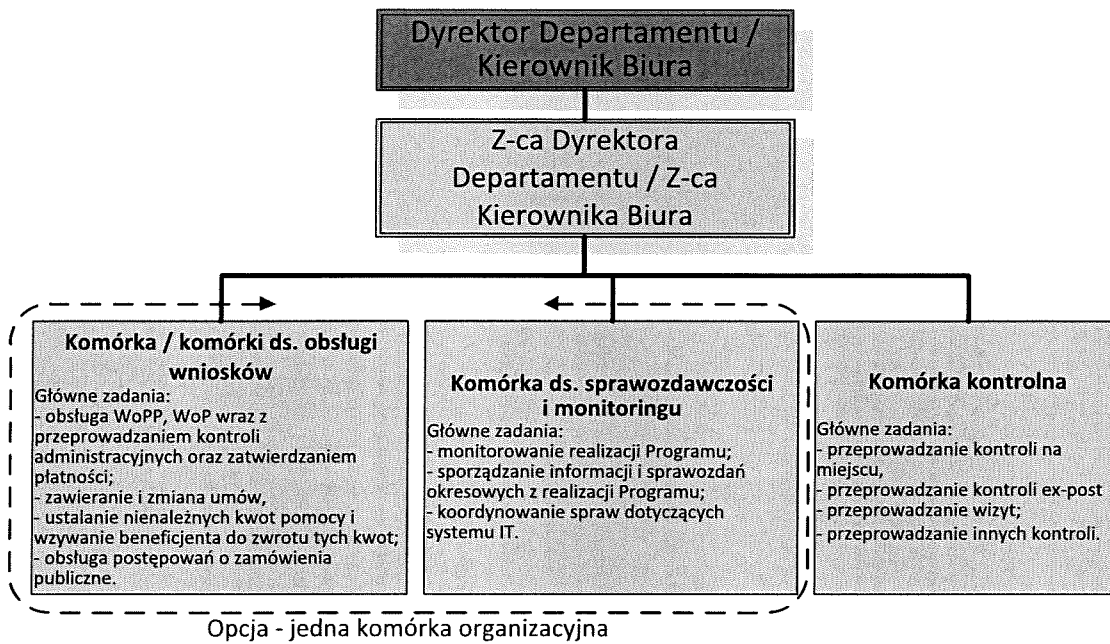 Dyrektor Departamentu /
Kierownik Biura
Z-ca Dyrektora
Departamentu / Z-ca
Kierownika Biura
Komórka / komórki ds. obsługi
wniosków
Główne zadania:
- obsługa WoPP, WoP wraz z
przeprowadzaniem kontroli
administracyjnych oraz zatwierdzaniem
płatności;
- zawieranie i zmiana umów,
- ustalanie nienależnych kwot pomocy i
wzywanie beneficjenta do zwrotu tych kwot;
- obsługa postępowań o zamówienia
publiczne.
Komórka ds. sprawozdawczości
i monitoringu
Główne zadania:
- monitorowanie realizacji Programu;
- sporządzanie informacji i sprawozdań
okresowych z realizacji Programu;
- koordynowanie spraw dotyczących
systemu IT.
Komórka kontrolna
Główne zadania:
- przeprowadzanie kontroli na
miejscu,
- przeprowadzanie kontroli ex-post
- przeprowadzanie wizyt;
- przeprowadzanie innych kontroli.
Opcja - jedna komórka organizacyjna